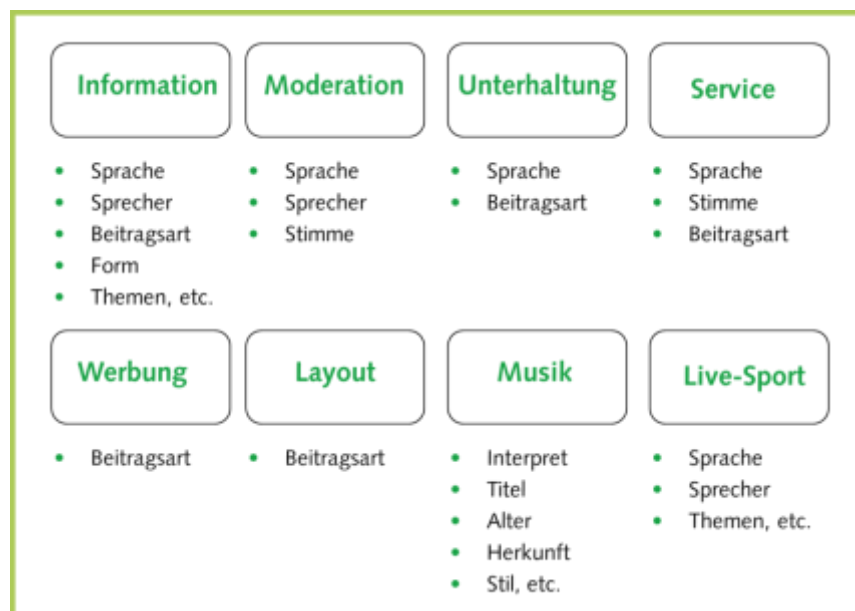 Information
Moderation
Unterhaltung
Service
• Sprache
• Sprecher
• Beitragsart
• Form
• Themen, etc.
• Sprache
• Sprecher
• Stimme
• Sprache
• Beitragsart
• Sprache
• Stimme
• Beitragsart
Werbung
Layout
Musik
Live-Sport
• Beitragsart
• Beitragsart
• Interpret
• Titel
• Alter
• Herkunft
• Stil, etc.
• Sprache
• Sprecher
• Themen, etc.